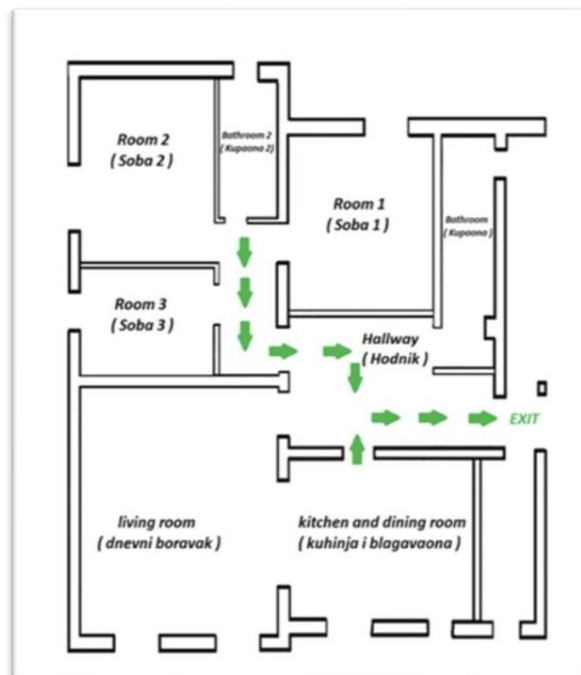 Room 2
( Soba 2 )
Bathroom 2
( Kupaona 2)
Room 1
( Soba 1 )
Bathroom
( Kupaona )
Room 3
( Soba 3 )
Hallway
( Hodnik )
EXIT
living room
( dnevni boravak )
kitchen and dining room
( kuhinja i blagavaona )